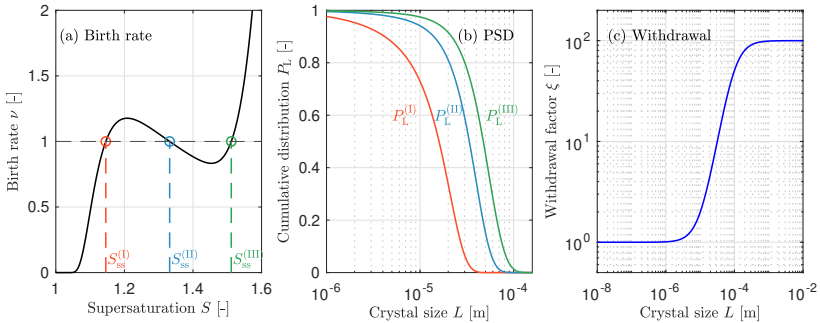 (a) Birth rate
Birth rate ν [-]
2
1.5
1
0.5
0
S_ss^(I)
S_ss^(II)
S_ss^(III)
1
1.2
1.4
1.6
Supersaturation S [-]
(b) PSD
Cumulative distribution P_L [-]
1
0.8
0.6
0.4
0.2
0
P_L^(I)
P_L^(II)
P_L^(III)
10^-6
10^-5
10^-4
Crystal size L [m]
(c) Withdrawal
Withdrawal factor ξ [-]
10^2
10^1
10^0
10^-8
10^-6
10^-4
10^-2
Crystal size L [m]